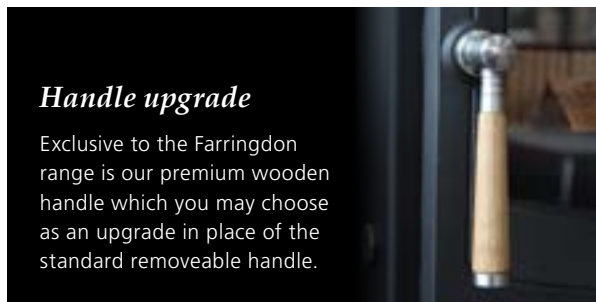 Handle upgrade
Exclusive to the Farringdon
range is our premium wooden
handle which you may choose
as an upgrade in place of the
standard removeable handle.